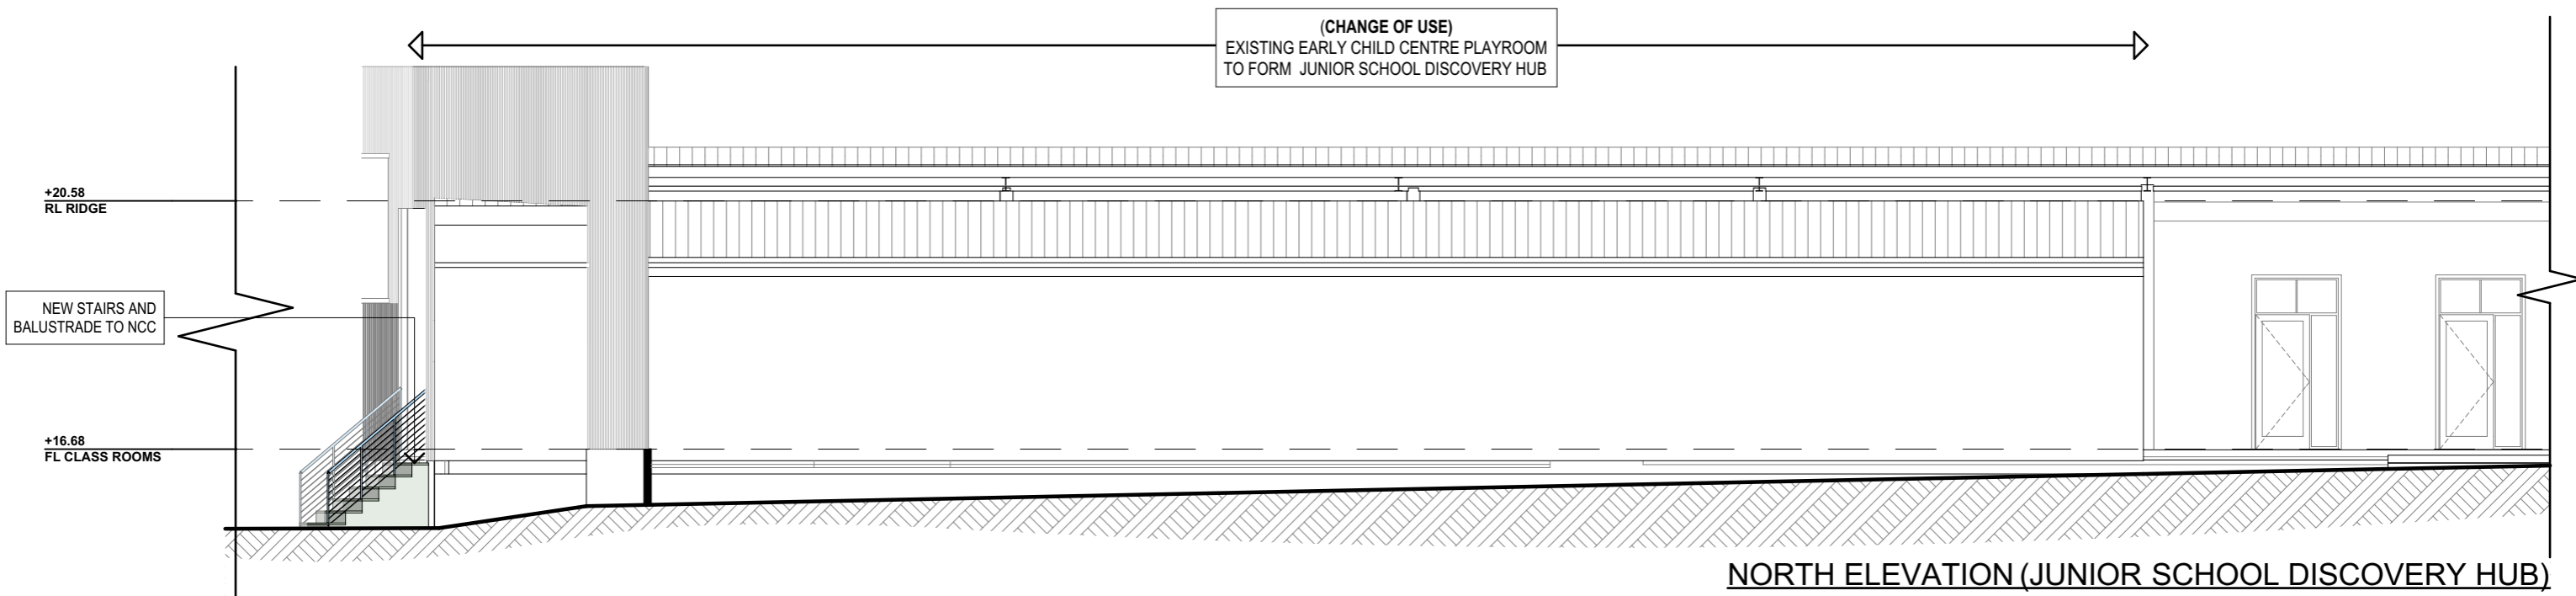 (CHANGE OF USE)
EXISTING EARLY CHILD CENTRE PLAYROOM
TO FORM JUNIOR SCHOOL DISCOVERY HUB
+20.58
RL RIDGE
NEW STAIRS AND
BALUSTRADE TO NCC
+16.68
FL CLASS ROOMS
NORTH ELEVATION (JUNIOR SCHOOL DISCOVERY HUB)